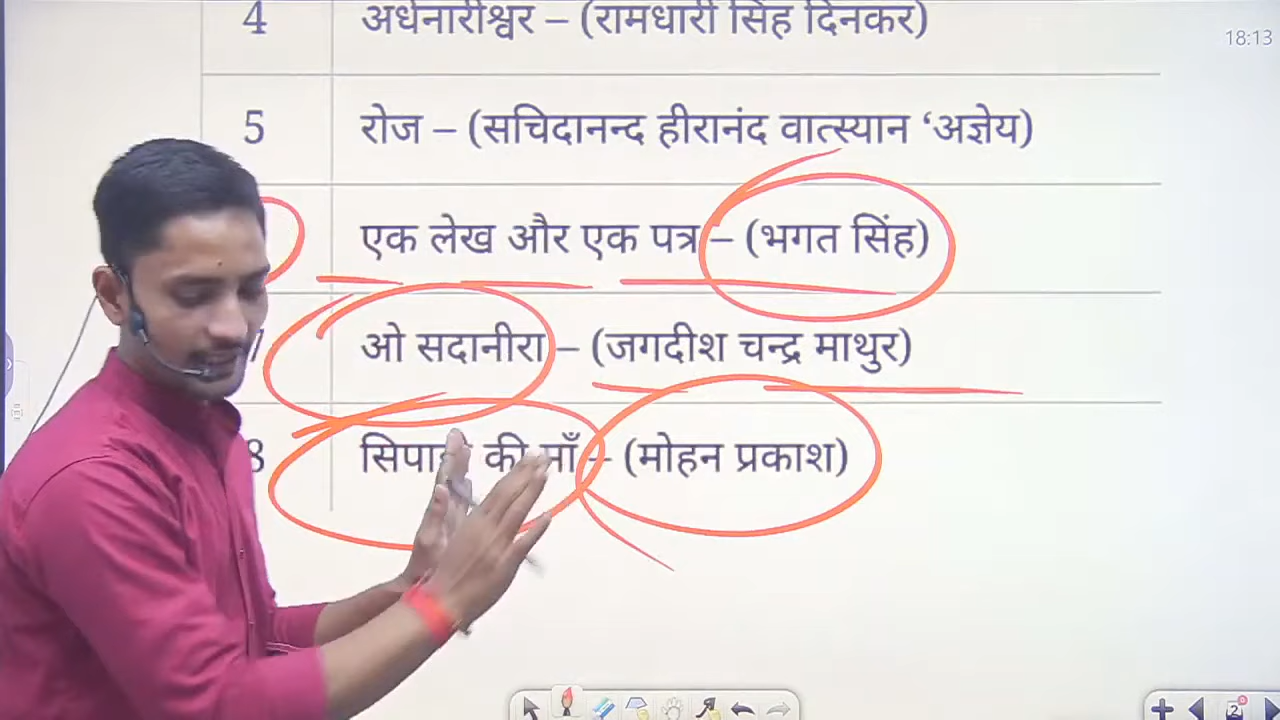 4 अर्धनारीश्वर – (रामधारी सिंह दिनकर)
18:13
5 रोज – (सचिदानन्द हीरानंद वात्स्यान ‘अज्ञेय)
एक लेख और एक पत्र – (भगत सिंह)
ओ सदानीरा – (जगदीश चन्द्र माथुर)
8 की माँ – (मोहन प्रकाश)
2